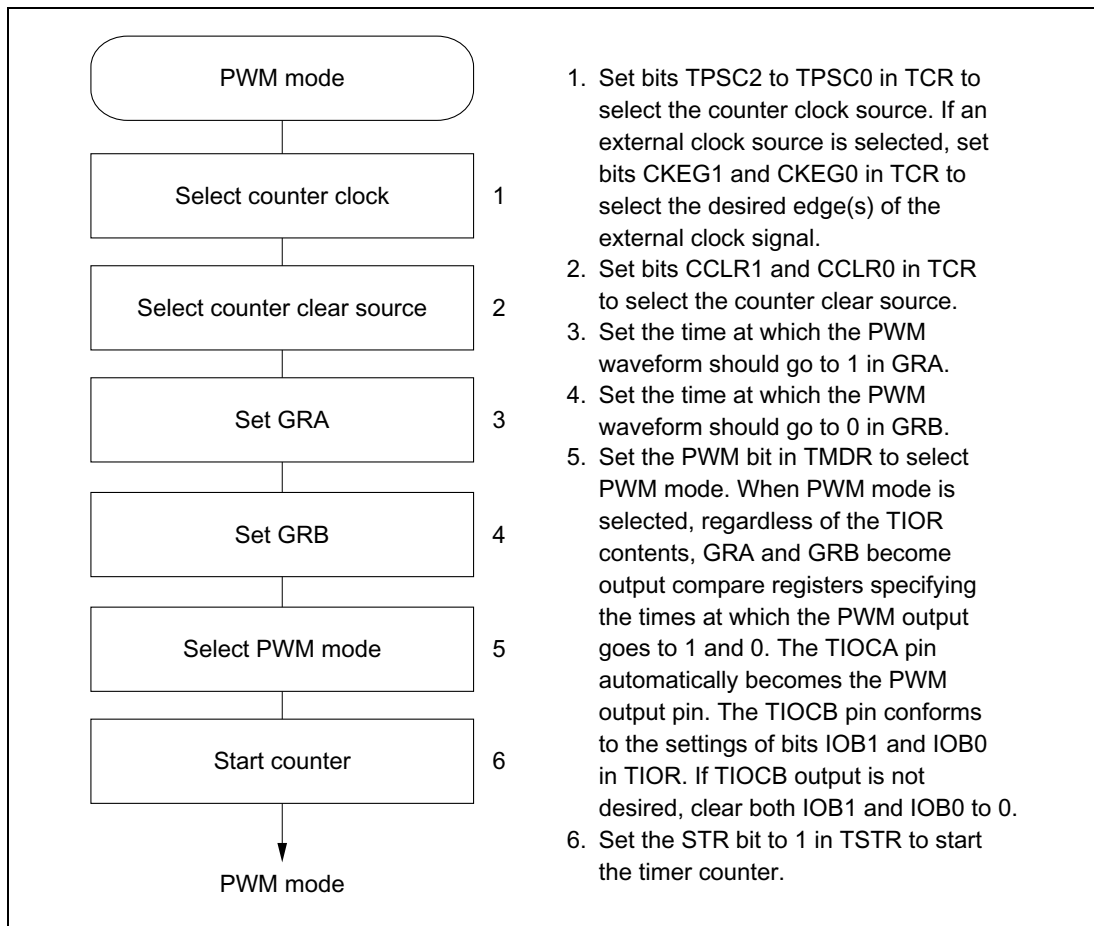 PWM mode
Select counter clock
1
Select counter clear source
2
Set GRA
3
Set GRB
4
Select PWM mode
5
Start counter
6
PWM mode
1. Set bits TPSC2 to TPSC0 in TCR to
select the counter clock source. If an
external clock source is selected, set
bits CKEG1 and CKEG0 in TCR to
select the desired edge(s) of the
external clock signal.
2. Set bits CCLR1 and CCLR0 in TCR
to select the counter clear source.
3. Set the time at which the PWM
waveform should go to 1 in GRA.
4. Set the time at which the PWM
waveform should go to 0 in GRB.
5. Set the PWM bit in TMDR to select
PWM mode. When PWM mode is
selected, regardless of the TIOR
contents, GRA and GRB become
output compare registers specifying
the times at which the PWM output
goes to 1 and 0. The TIOCA pin
automatically becomes the PWM
output pin. The TIOCB pin conforms
to the settings of bits IOB1 and IOB0
in TIOR. If TIOCB output is not
desired, clear both IOB1 and IOB0 to 0.
6. Set the STR bit to 1 in TSTR to start
the timer counter.